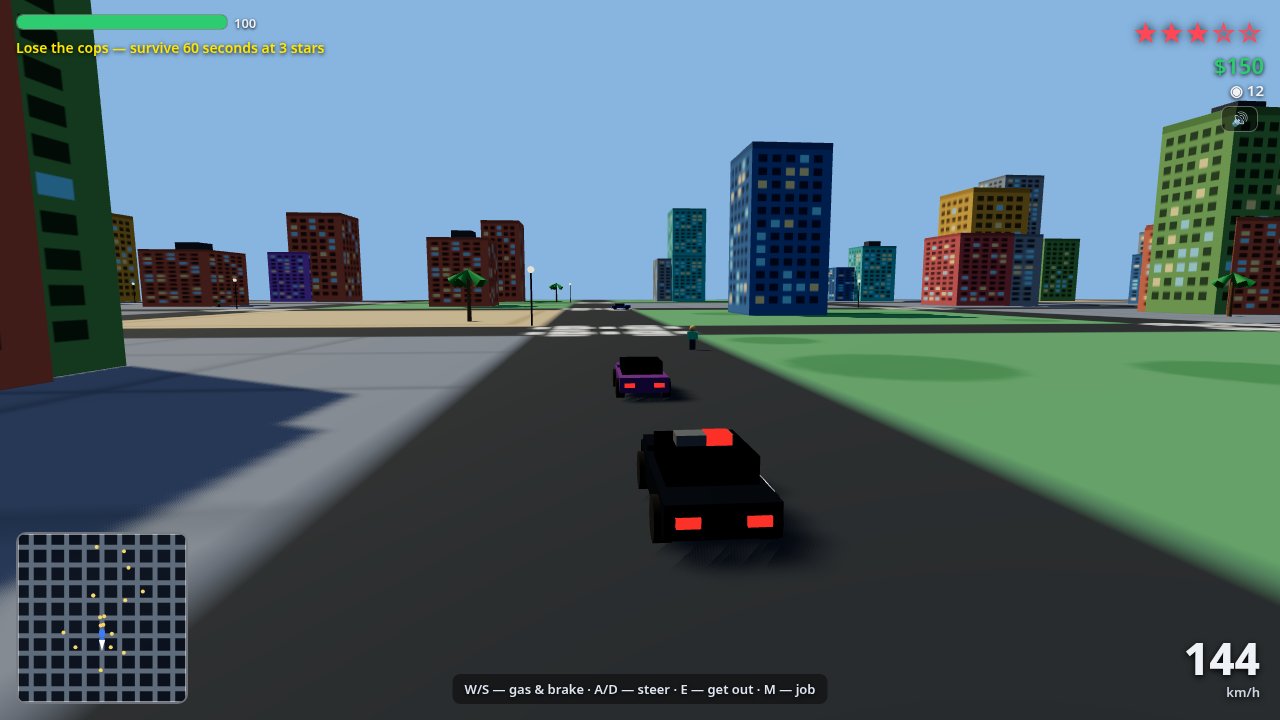 100
Lose the cops — survive 60 seconds at 3 stars
$150
12
144
km/h
W/S — gas & brake · A/D — steer · E — get out · M — job